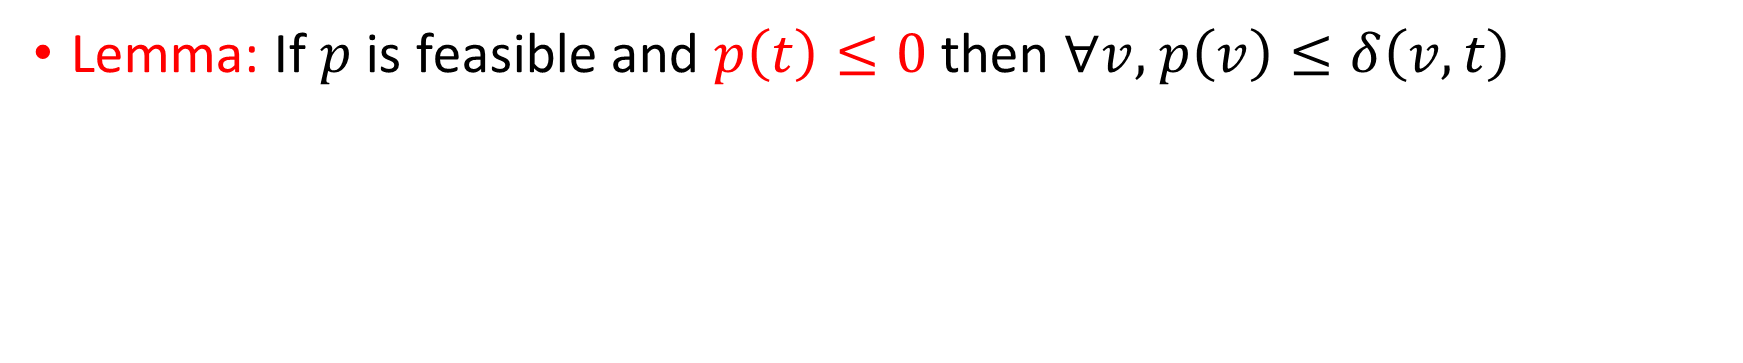 • Lemma: If 𝑝 is feasible and 𝑝(𝑡) ≤ 0 then ∀𝑣, 𝑝(𝑣) ≤ 𝛿(𝑣, 𝑡)